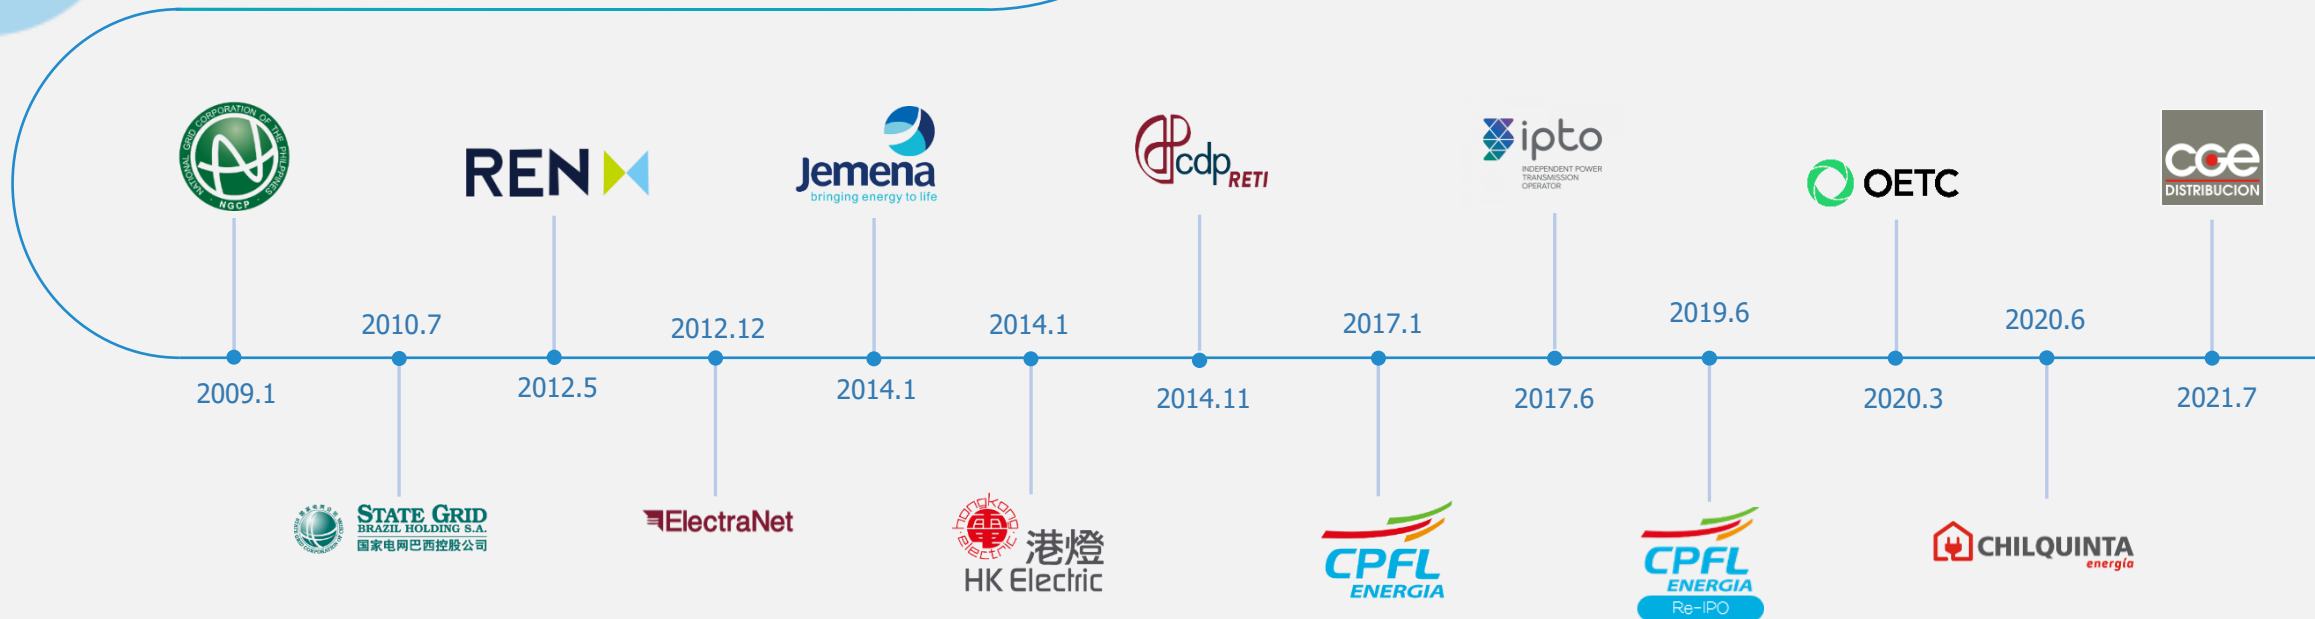 NATIONAL GRID CORPORATION OF THE PHILIPPINES
NGCP
REN
Jemena
bringing energy to life
cdp RETI
ipto
INDEPENDENT POWER
TRANSMISSION
OPERATOR
OETC
CGE
DISTRIBUCION
2010.7
2012.12
2014.1
2017.1
2019.6
2020.6
2009.1
2012.5
2014.1
2014.11
2017.6
2020.3
2021.7
STATE GRID
BRAZIL HOLDING S.A.
国家电网巴西控股公司
ElectraNet
hongkong
電
electric
港燈
HK Electric
CPFL
ENERGIA
CPFL
ENERGIA
Re-IPO
CHILQUINTA
energía